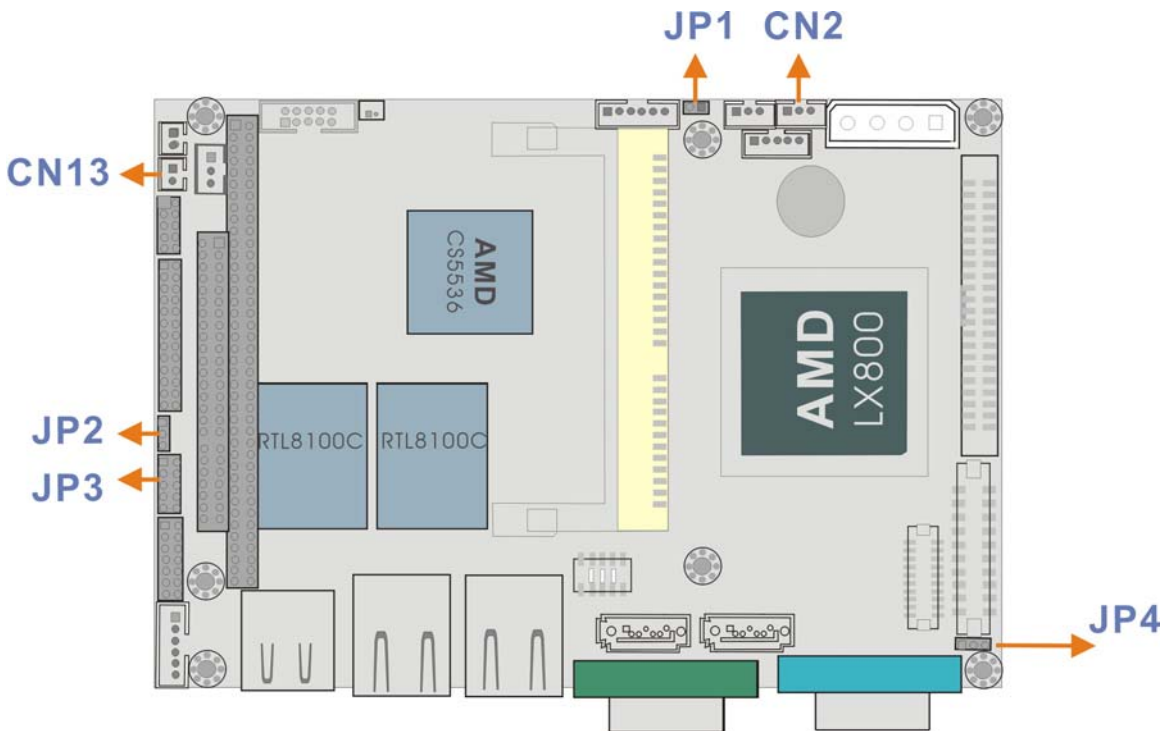 JP1 CN2
CN13
AMD
CS5536
AMD
LX800
JP2
RTL8100C RTL8100C
JP3
JP4